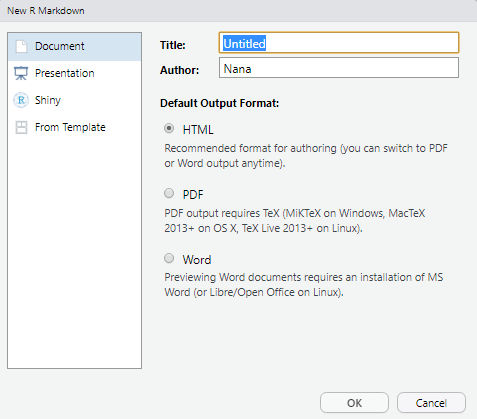 New R Markdown
Document
Presentation
Shiny
From Template
Title: Untitled
Author: Nana
Default Output Format:
HTML
Recommended format for authoring (you can switch to PDF
or Word output anytime).
PDF
PDF output requires TeX (MiKTeX on Windows, MacTeX
2013+ on OS X, TeX Live 2013+ on Linux).
Word
Previewing Word documents requires an installation of MS
Word (or Libre/Open Office on Linux).
OK Cancel